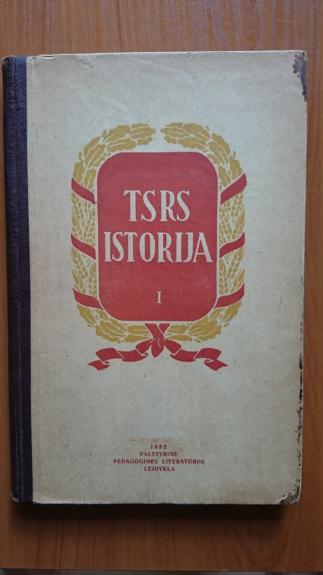 TSRS
ISTORIJA
I
1952
VALSTYBINĖ
PEDAGOGINĖS LITERATŪROS
LEIDYKLA